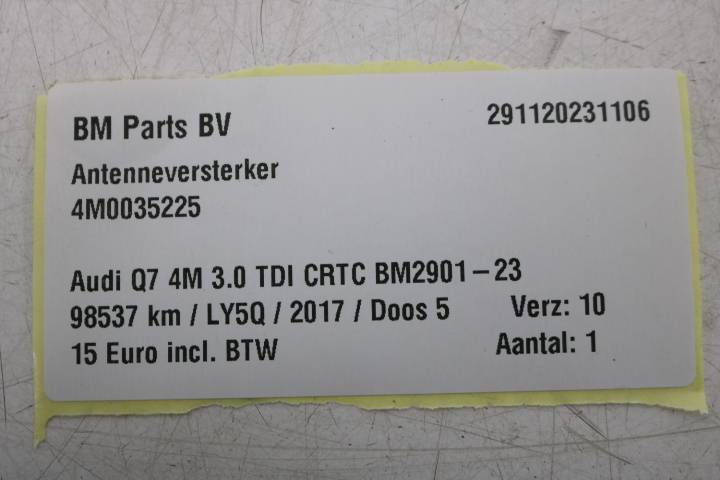 BM Parts BV 291120231106
Antenneversterker
4M0035225
Audi Q7 4M 3.0 TDI CRTC BM2901-23
98537 km / LY5Q / 2017 / Doos 5 Verz: 10
15 Euro incl. BTW Aantal: 1